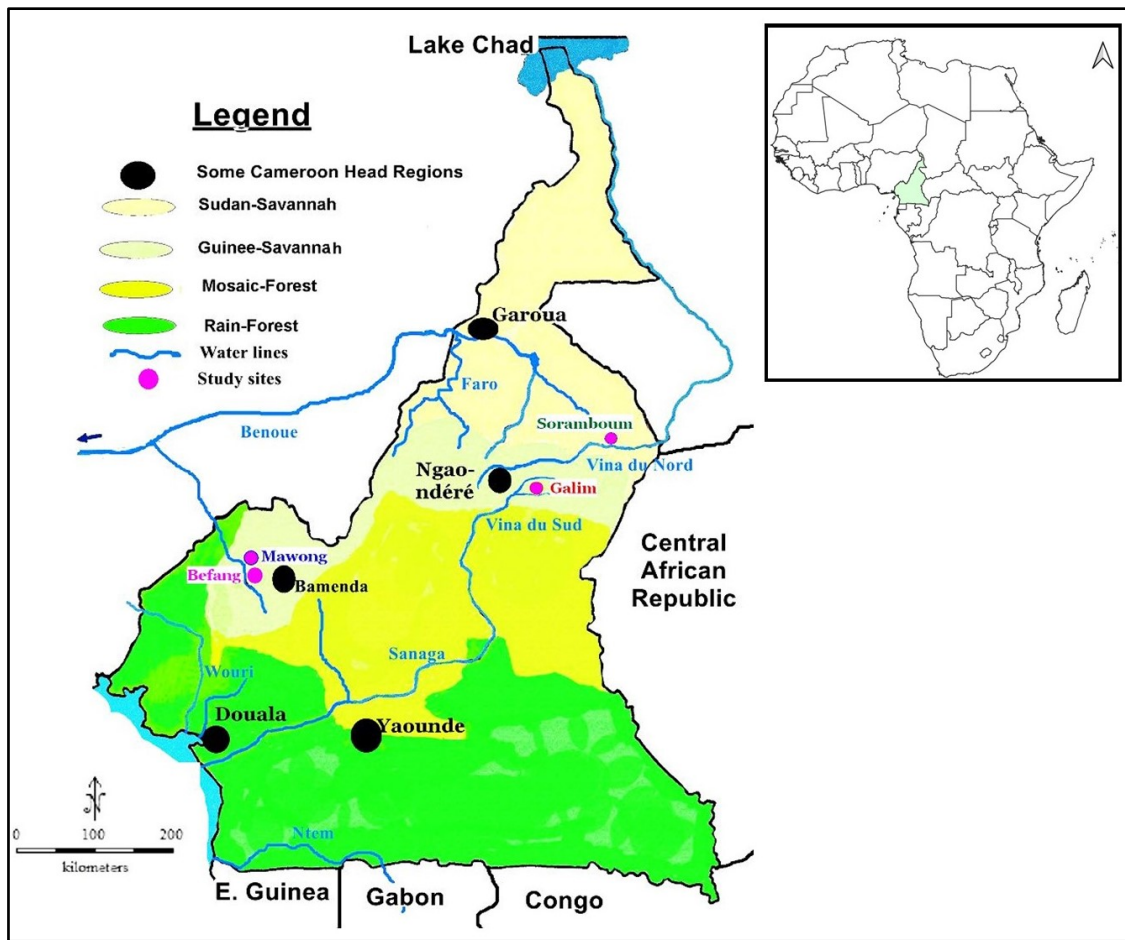 Lake Chad
Legend
Some Cameroon Head Regions
Sudan-Savannah
Guinee-Savannah
Mosaic-Forest
Rain-Forest
Water lines
Study sites
Garoua
Faro
Benoue
Soramboum
Ngao-
ndéré
Vina du Nord
Galim
Vina du Sud
Central
African
Republic
Mawong
Befang
Bamenda
Sanaga
Wouri
Douala
Yaounde
N
0 100 200
kilometers
Ntem
E. Guinea
Gabon
Congo